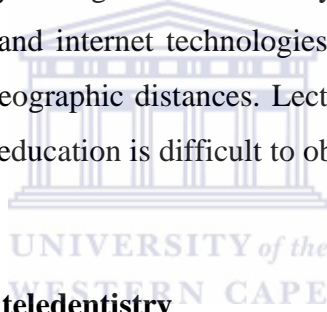 and internet technologies
eographic distances. Lect
education is difficult to ob
UNIVERSITY of the
WESTERN CAPE
teledentistry